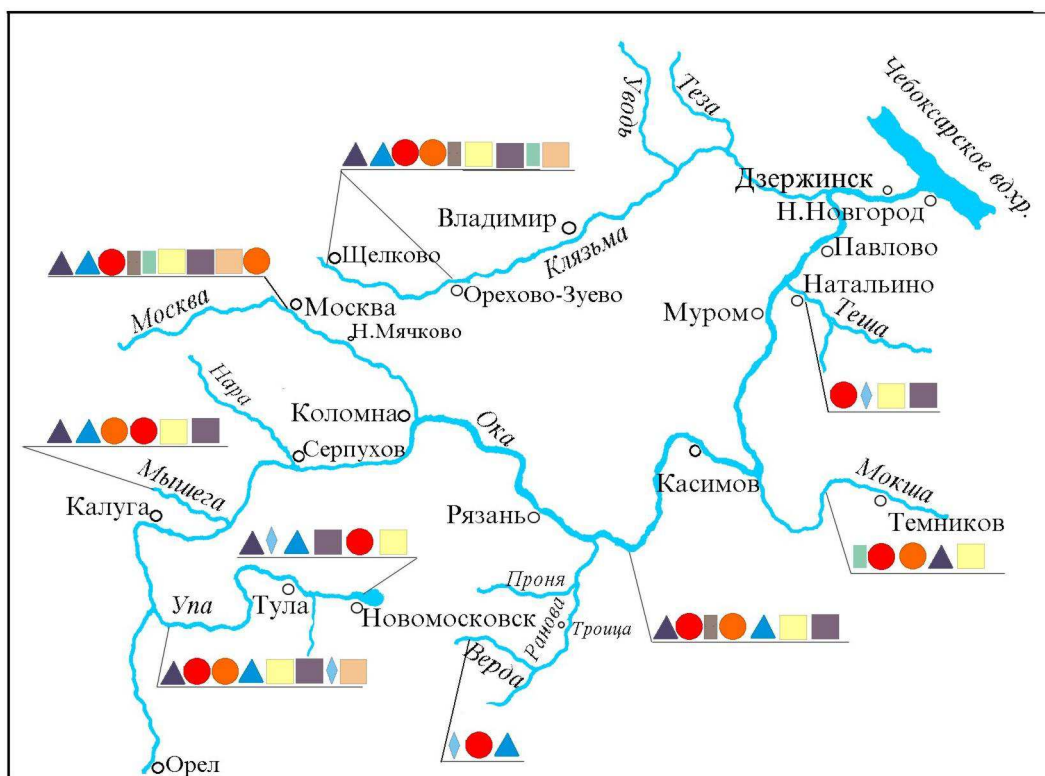 Уводь
Теза
Чебоксарское вдхр.
Дзержинск
Н.Новгород
Владимир
Клязьма
Павлово
Щелково
Орехово-Зуево
Натальино
Москва
Москва
Н.Мячково
Муром
Теша
Нара
Коломна
Ока
Серпухов
Мышега
Калуга
Касимов
Мокша
Темников
Рязань
Упа
Тула
Новомосковск
Проня
Ранова
Троица
Верда
Орел